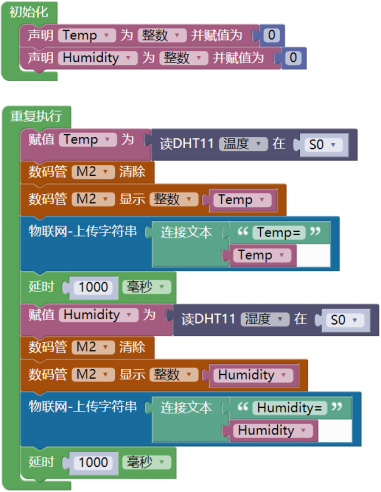 初始化
声明 Temp 为 整数 并赋值为 0
声明 Humidity 为 整数 并赋值为 0
重复执行
赋值 Temp 为 读DHT11 温度 在 S0
数码管 M2 清除
数码管 M2 显示 整数 Temp
物联网-上传字符串 连接文本 “ Temp= ”
Temp
延时 1000 毫秒
赋值 Humidity 为 读DHT11 湿度 在 S0
数码管 M2 清除
数码管 M2 显示 整数 Humidity
物联网-上传字符串 连接文本 “ Humidity= ”
Humidity
延时 1000 毫秒